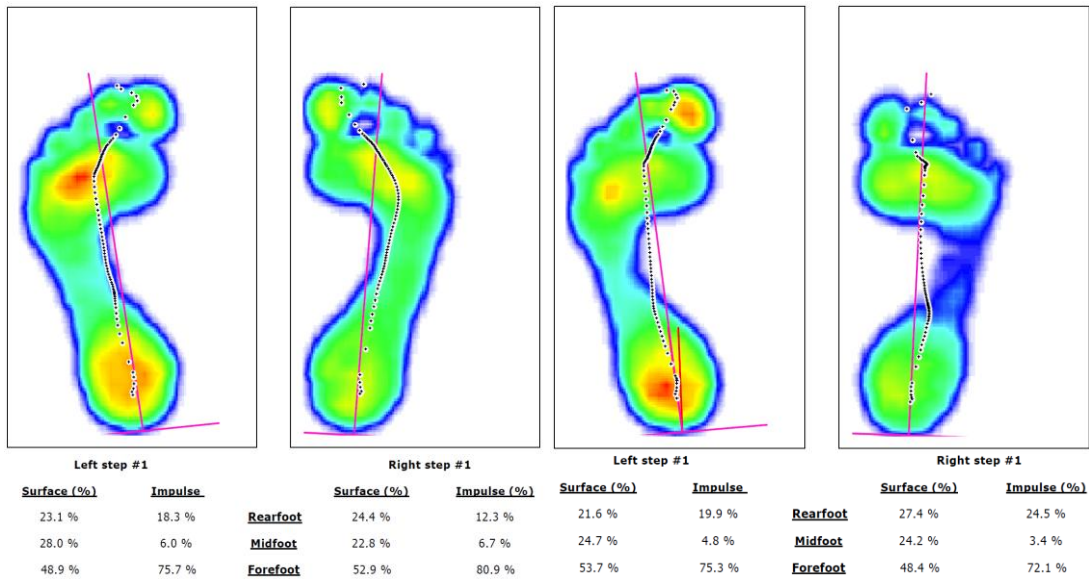 Left step #1 Right step #1 Left step #1 Right step #1
Surface (%) Impulse Surface (%) Impulse (%) Surface (%) Impulse Surface (%) Impulse (%)
23.1 % 18.3 % Rearfoot 24.4 % 12.3 % 21.6 % 19.9 % Rearfoot 27.4 % 24.5 %
28.0 % 6.0 % Midfoot 22.8 % 6.7 % 24.7 % 4.8 % Midfoot 24.2 % 3.4 %
48.9 % 75.7 % Forefoot 52.9 % 80.9 % 53.7 % 75.3 % Forefoot 48.4 % 72.1 %